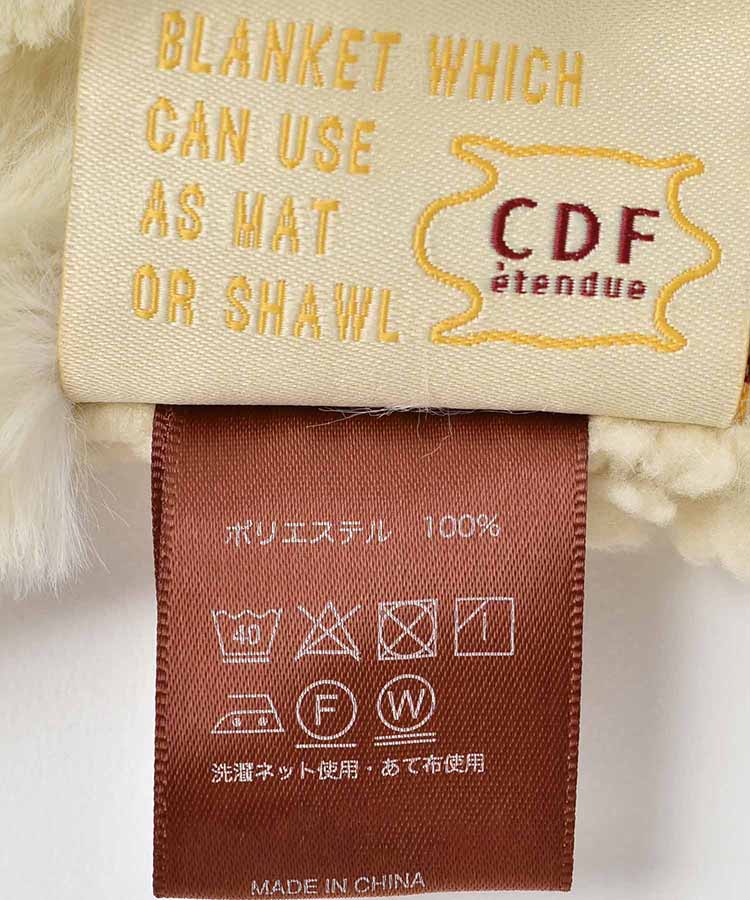 BLANKET WHICH
CAN USE
AS MAT
OR SHAWL
CDF
ètendue
ポリエステル 100%
40
F W
洗濯ネット使用・あて布使用
MADE IN CHINA